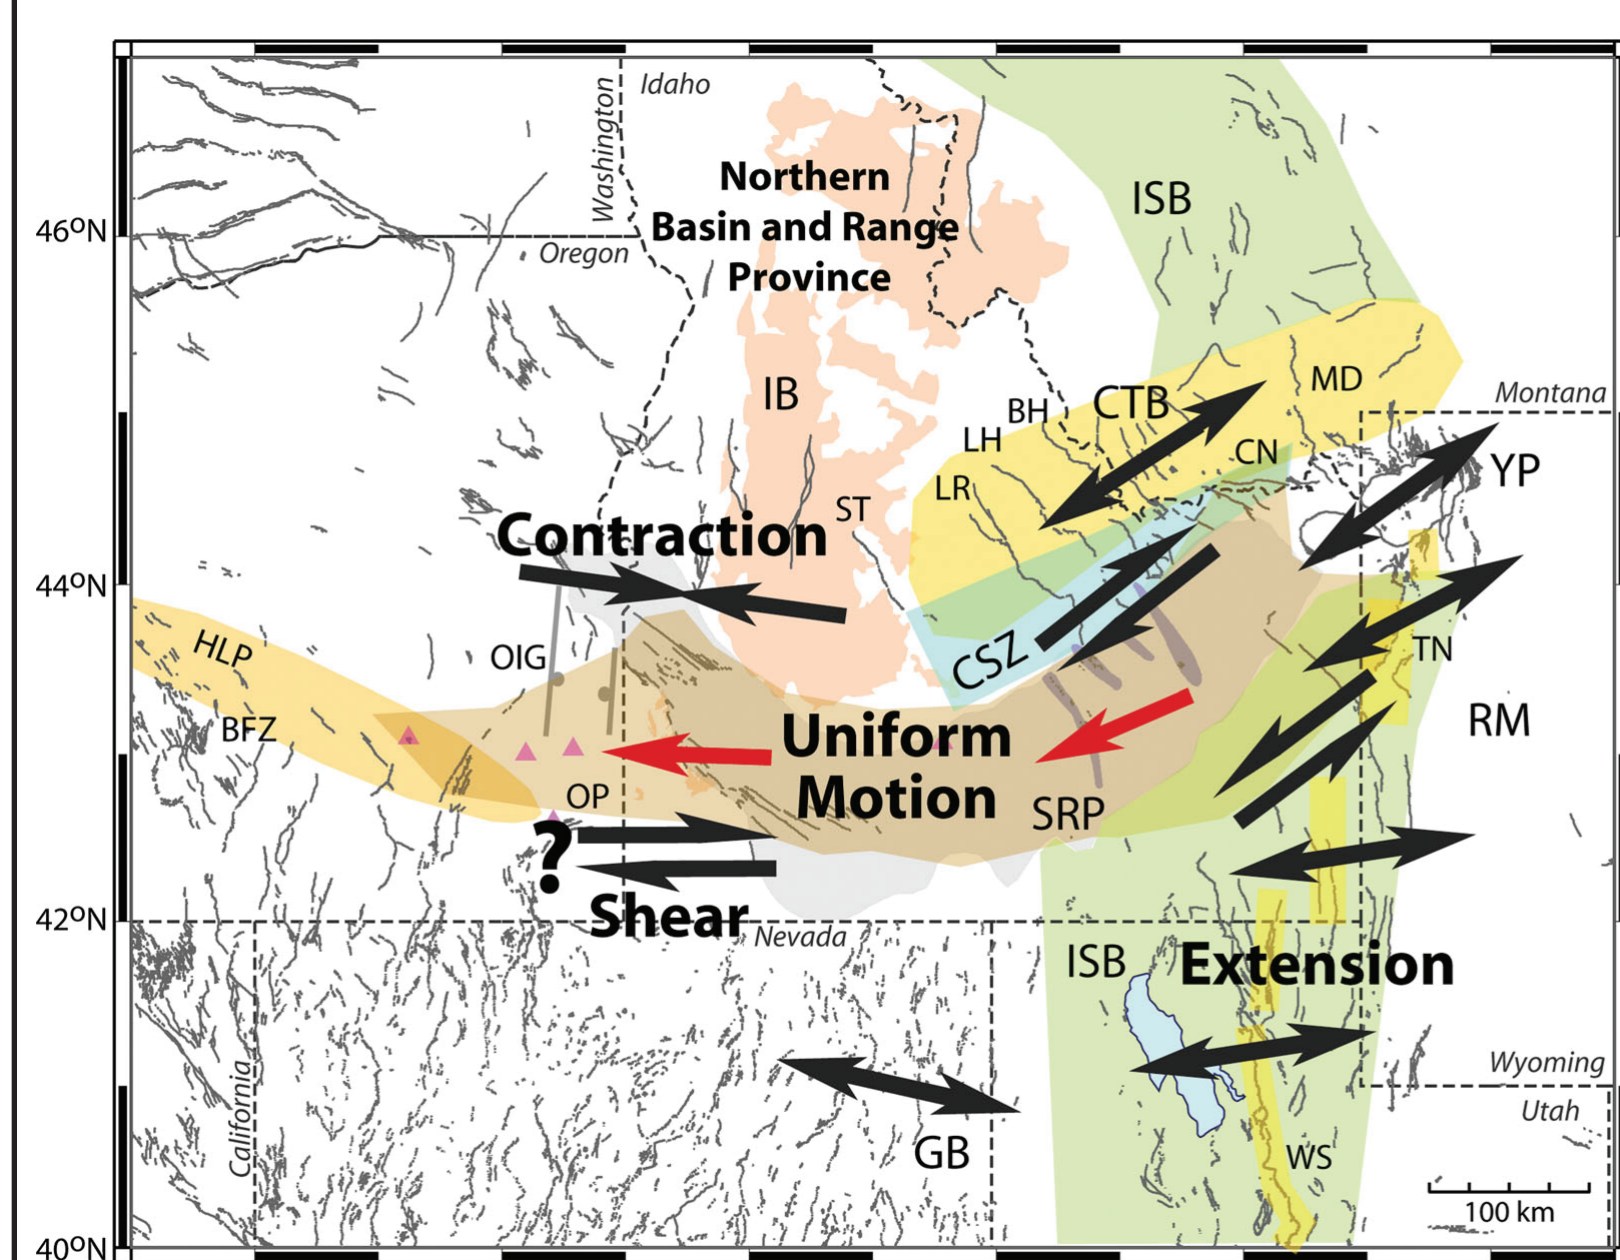 Idaho
Washington
Northern
Basin and Range
Province
ISB
46ºN
Oregon
IB
MD
Montana
BH
CTB
LH
CN
LR
YP
ST
Contraction
44ºN
HLP
OIG
CSZ
TN
BFZ
Uniform
Motion
RM
OP
SRP
?
Shear
42ºN
Nevada
ISB
Extension
California
GB
WS
Wyoming
Utah
100 km
40ºN